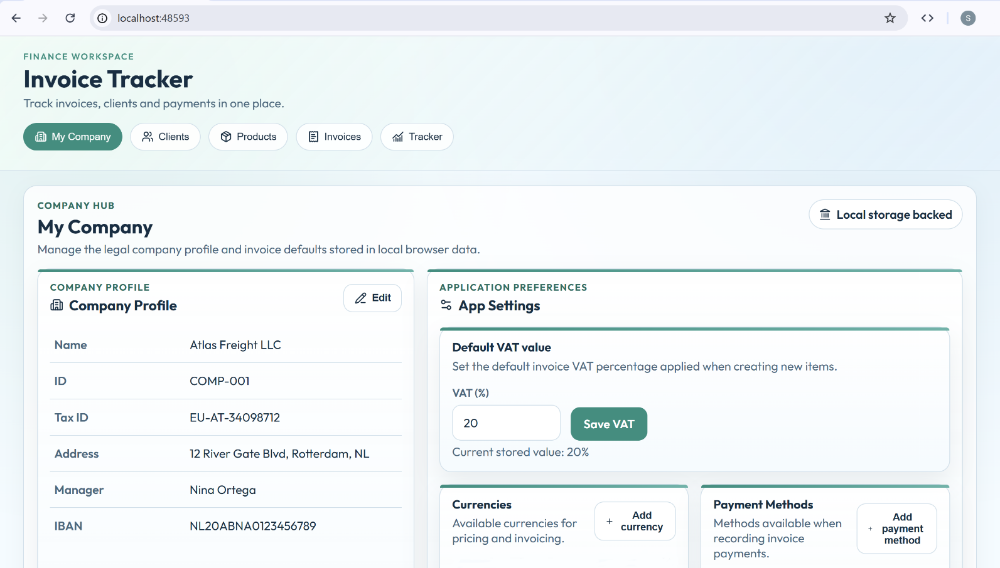 localhost:48593
S
FINANCE WORKSPACE
Invoice Tracker
Track invoices, clients and payments in one place.
My Company
Clients
Products
Invoices
Tracker
COMPANY HUB
My Company
Manage the legal company profile and invoice defaults stored in local browser data.
Local storage backed
COMPANY PROFILE
Company Profile
Edit
Name Atlas Freight LLC
ID COMP-001
Tax ID EU-AT-34098712
Address 12 River Gate Blvd, Rotterdam, NL
Manager Nina Ortega
IBAN NL20ABNA0123456789
APPLICATION PREFERENCES
App Settings
Default VAT value
Set the default invoice VAT percentage applied when creating new items.
VAT (%)
20
Save VAT
Current stored value: 20%
Currencies
Available currencies for
pricing and invoicing.
+ Add
currency
Payment Methods
Methods available when
recording invoice
payments.
+ Add
payment
method